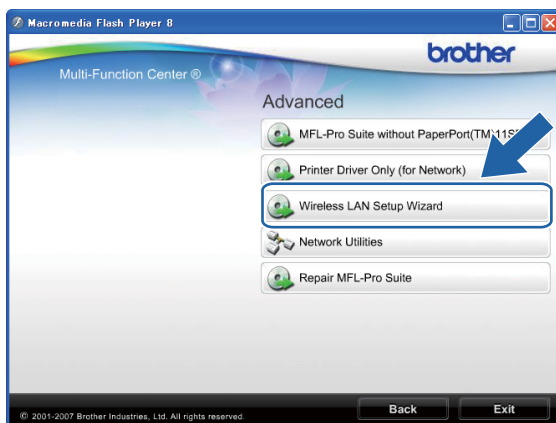 Macromedia Flash Player 8
brother
Multi-Function Center ®
Advanced
MFL-Pro Suite without PaperPort(TM) 11S
Printer Driver Only (for Network)
Wireless LAN Setup Wizard
Network Utilities
Repair MFL-Pro Suite
Back
Exit
© 2001-2007 Brother Industries, Ltd. All rights reserved.